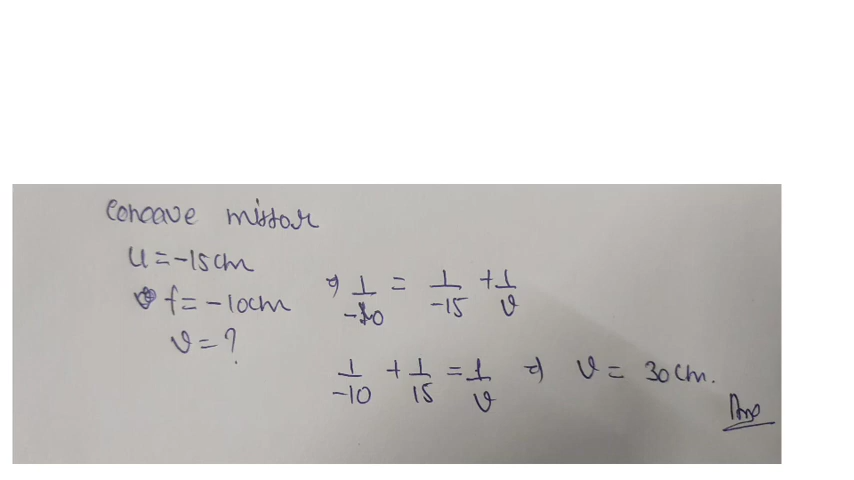 Concave mirror
u = -15cm
f = -10cm
v = ?
⇒ 1/-10 = 1/-15 + 1/v
1/-10 + 1/15 = 1/v ⇒ v = 30cm.
Ans